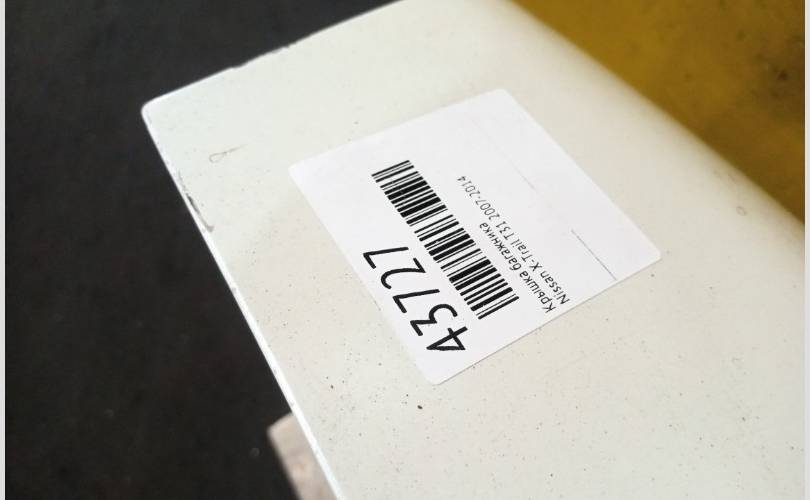 43727
Крышка багажника
Nissan X-Trail T31 2007-2014